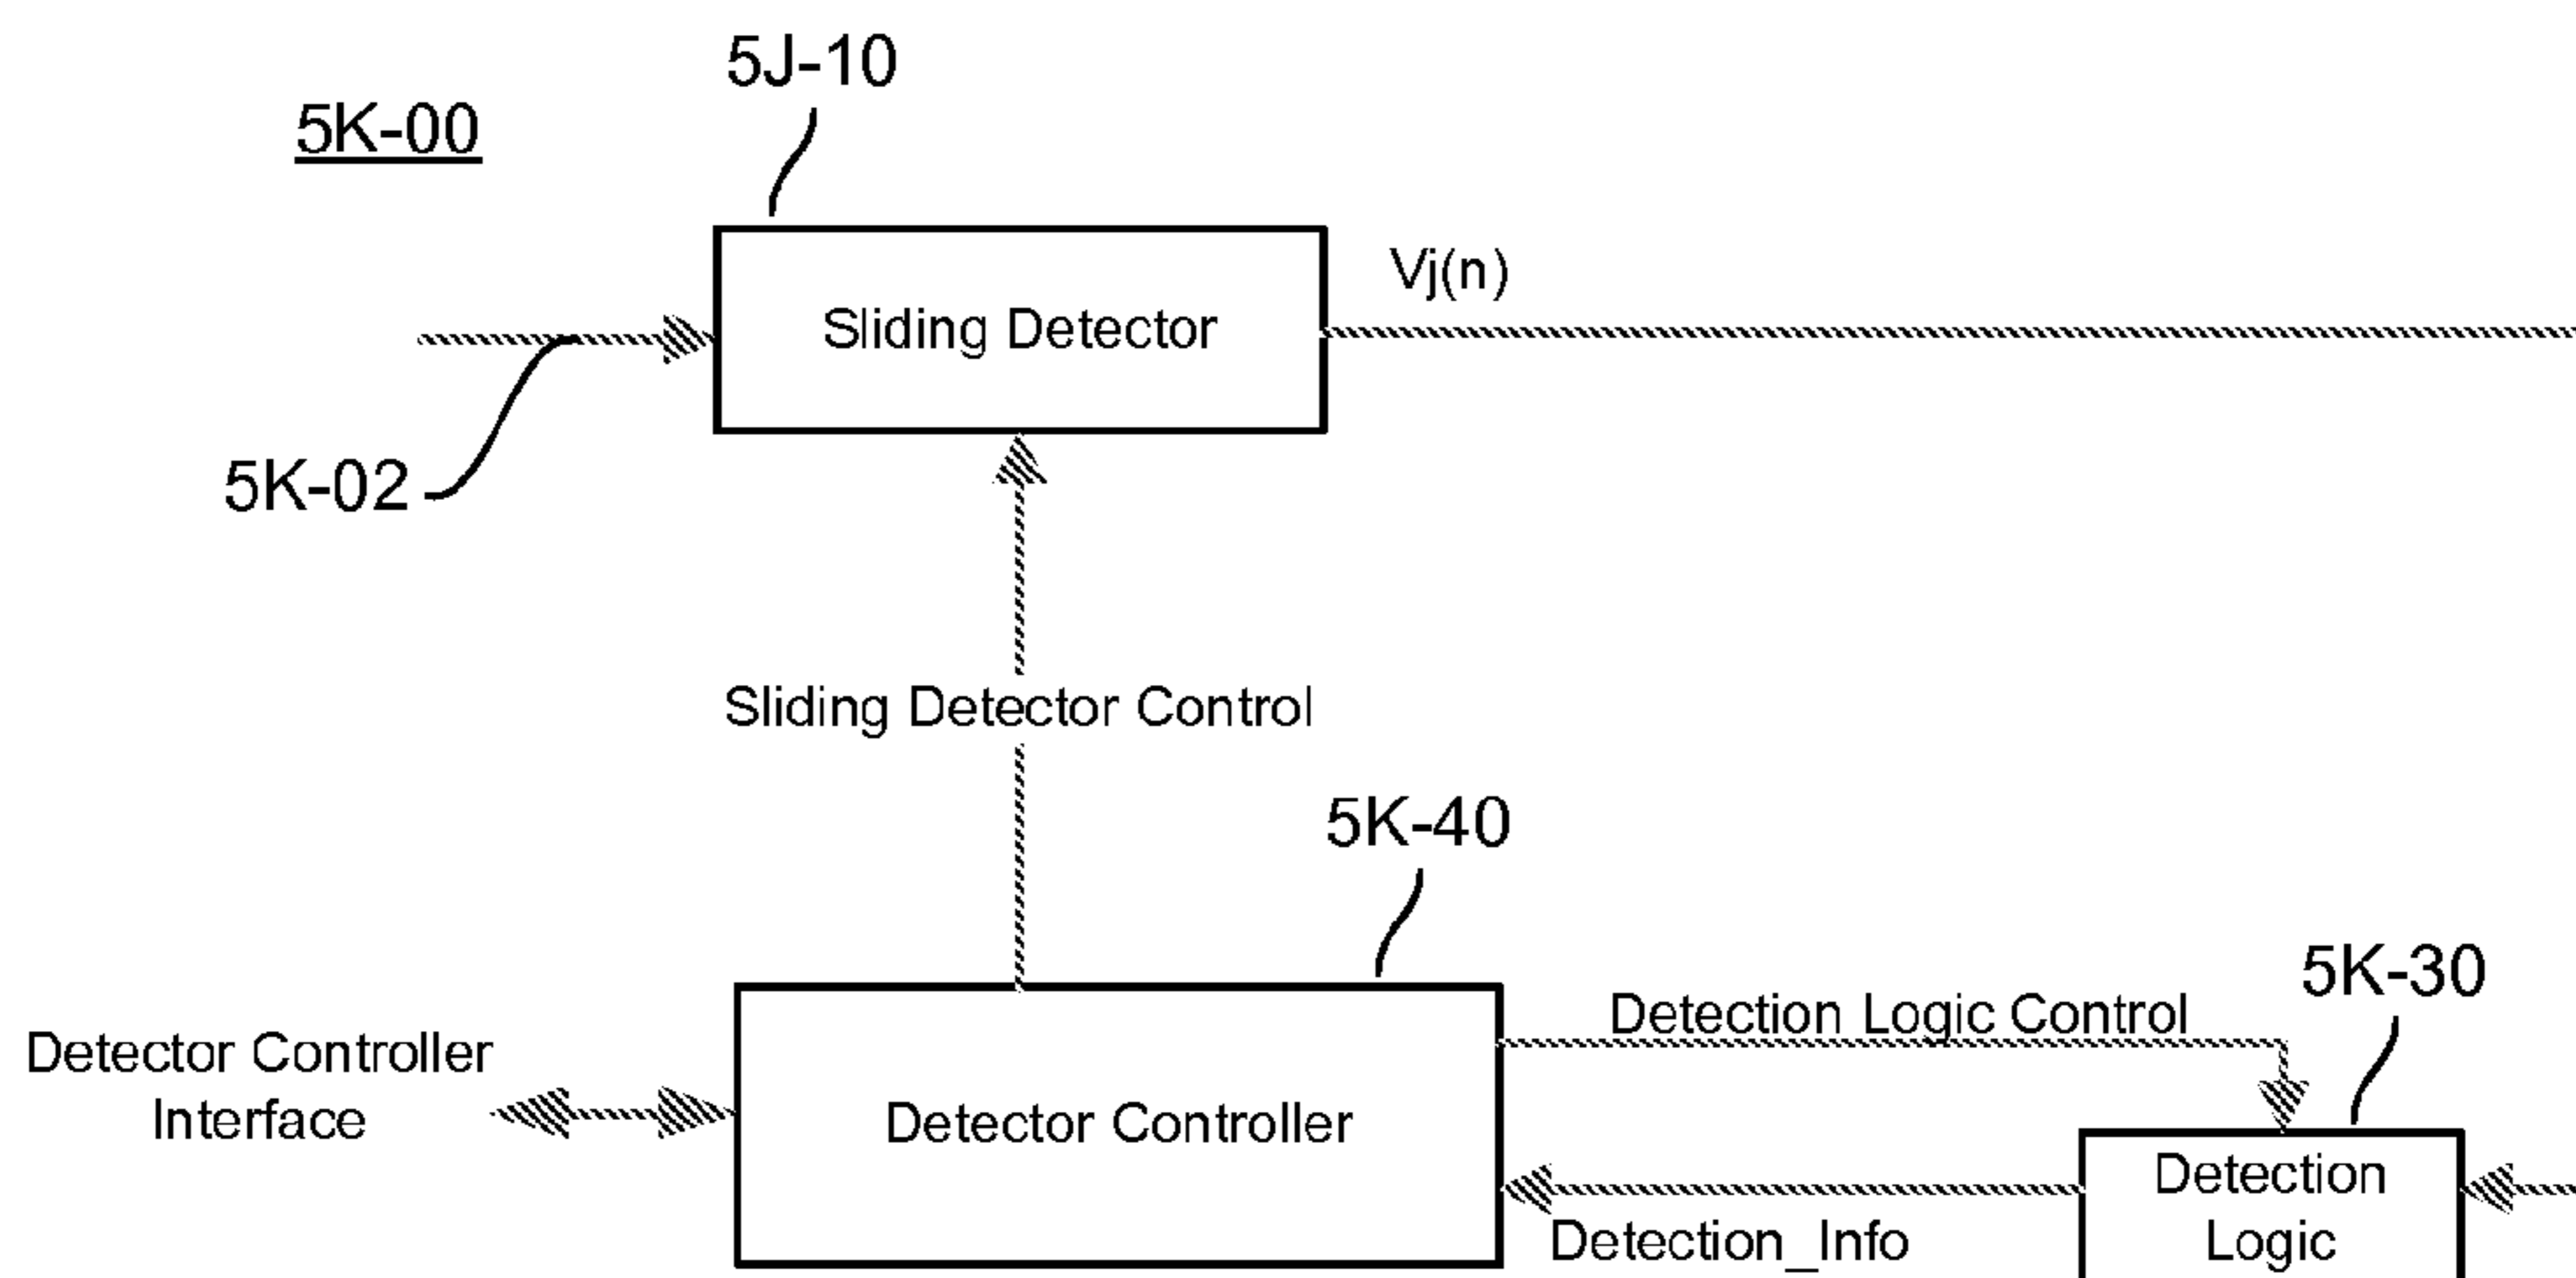 5J-10
5K-00
Vj(n)
Sliding Detector
5K-02
Sliding Detector Control
5K-40
5K-30
Detection Logic Control
Detector Controller
Interface
Detector Controller
Detection
Logic
Detection_Info